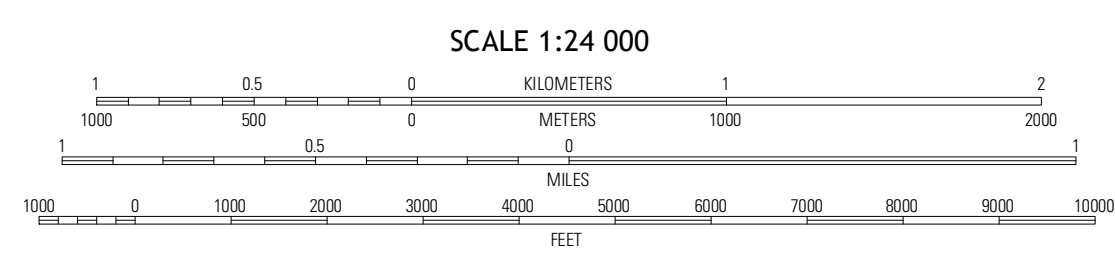 SCALE 1:24 000
1 0.5 0 KILOMETERS 1 2
1000 500 0 METERS 1000 2000
1 0.5 0 1
MILES
1000 0 1000 2000 3000 4000 5000 6000 7000 8000 9000 10000
FEET